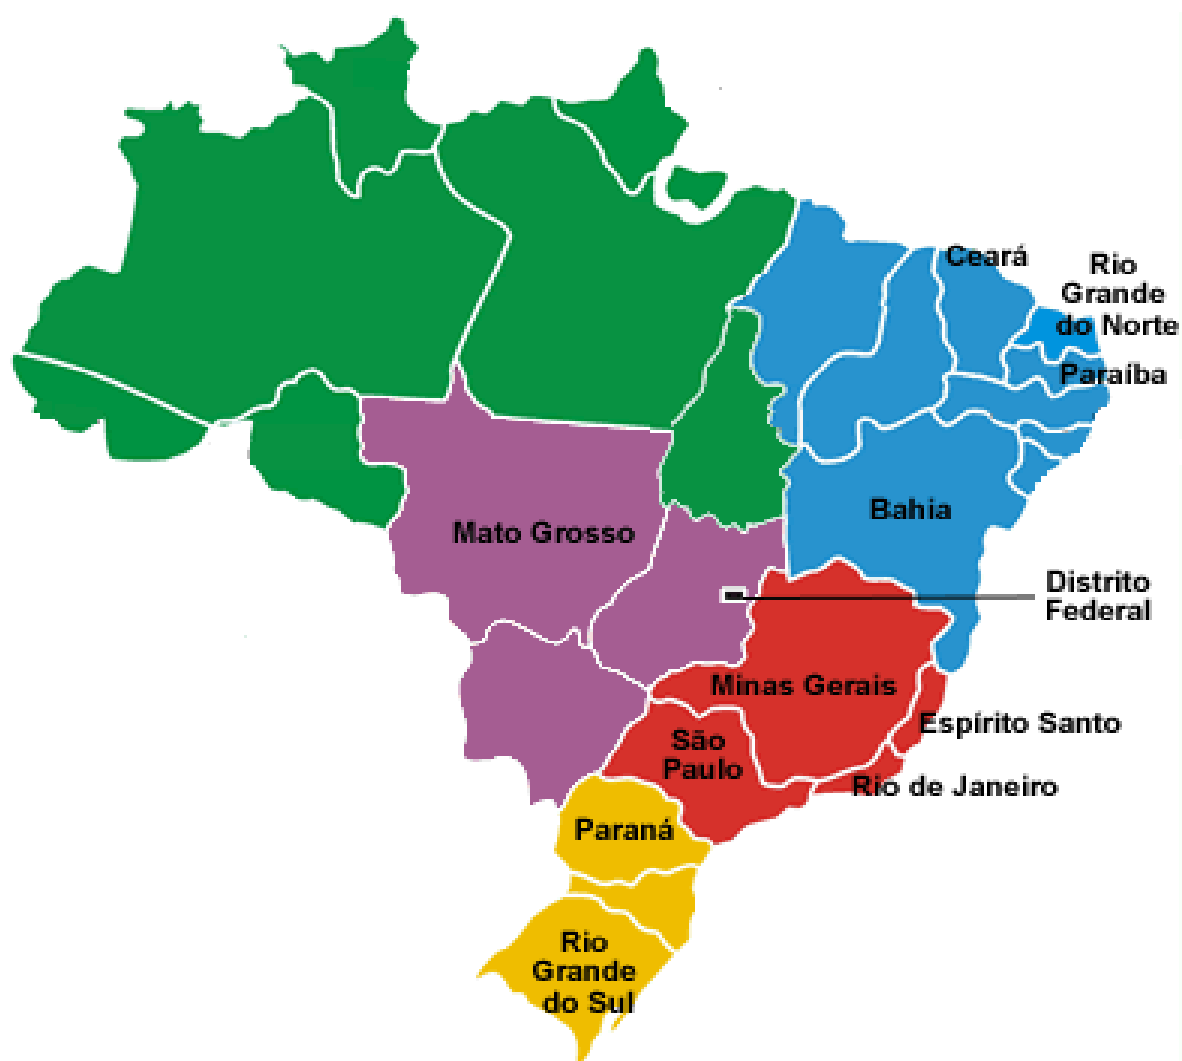 Ceará
Rio
Grande
do Norte
Paraíba
Bahia
Mato Grosso
Distrito
Federal
Minas Gerais
Espírito Santo
São
Paulo
Rio de Janeiro
Paraná
Rio
Grande
do Sul